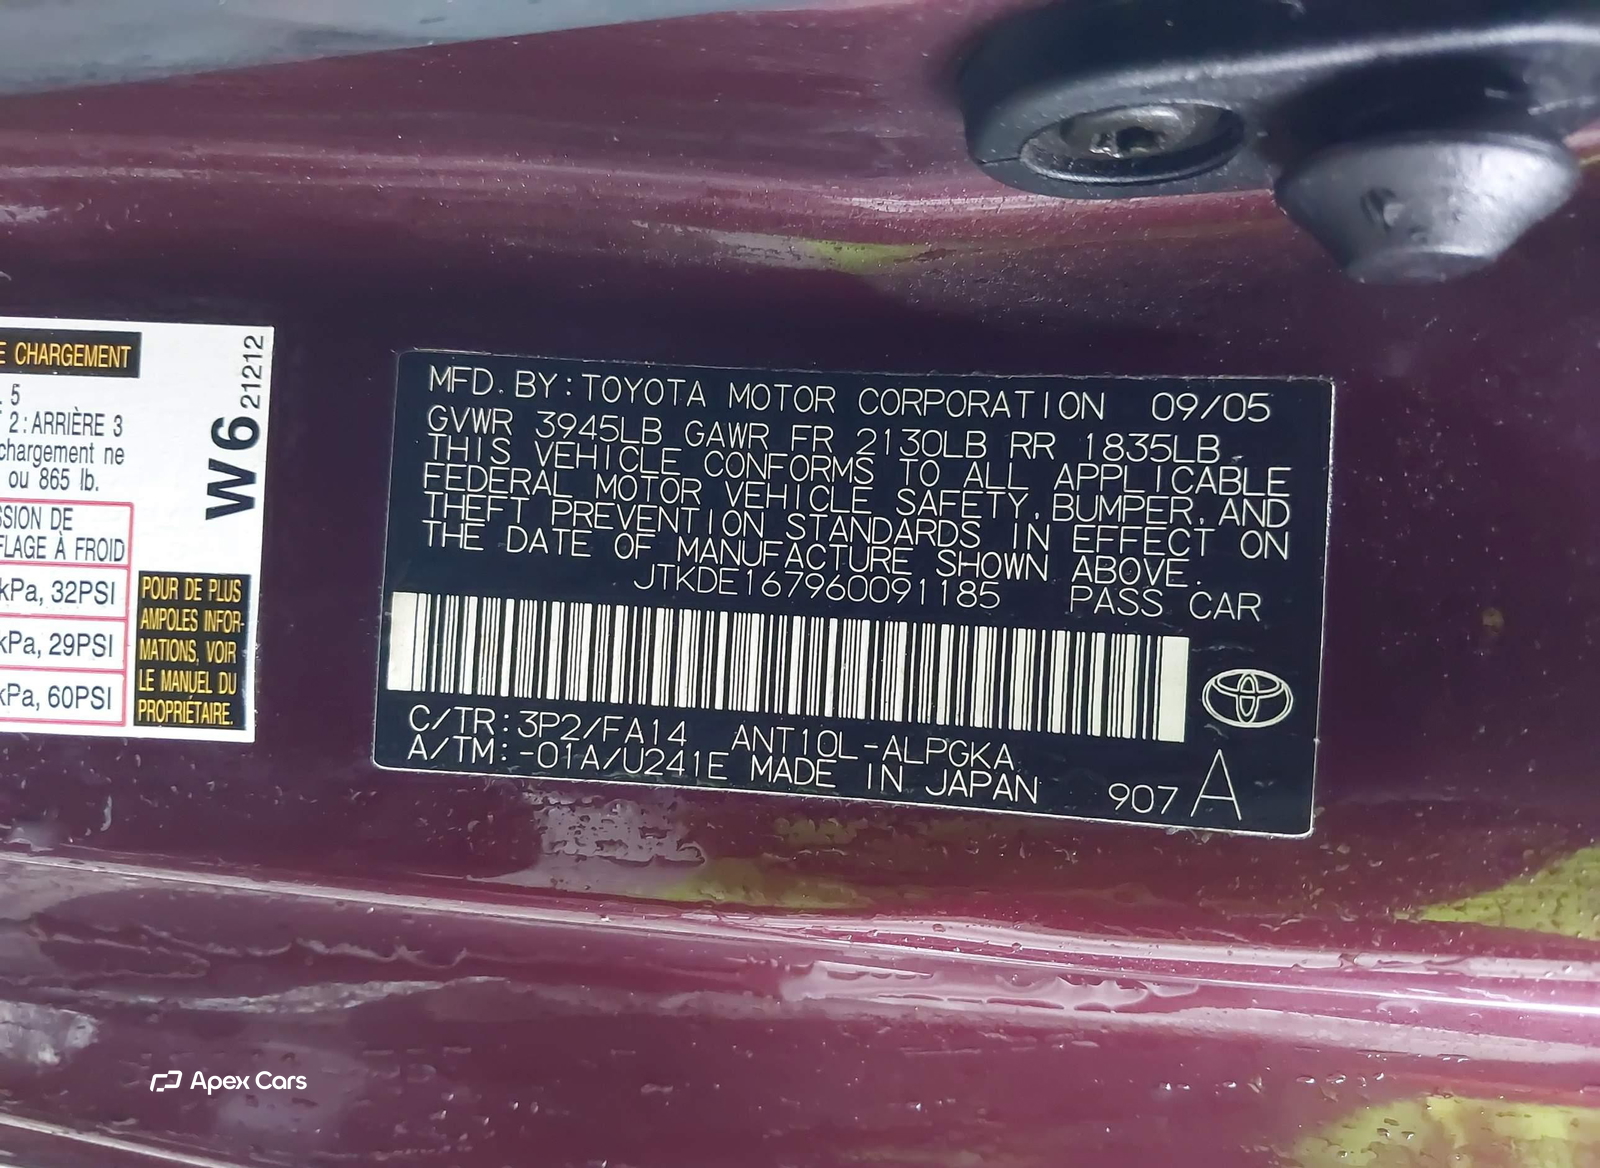 E CHARGEMENT
5
2:ARRIÈRE 3
chargement ne
ou 865 lb.
SSION DE
FLAGE À FROID
kPa, 32PSI
kPa, 29PSI
kPa, 60PSI
W6 21212
POUR DE PLUS
AMPOLES INFOR-
MATIONS, VOIR
LE MANUEL DU
PROPRIÉTAIRE.
MFD. BY: TOYOTA MOTOR CORPORATION 09/05
GVWR 3945LB GAWR FR 2130LB RR 1835LB
THIS VEHICLE CONFORMS TO ALL APPLICABLE
FEDERAL MOTOR VEHICLE SAFETY, BUMPER, AND
THEFT PREVENTION STANDARDS IN EFFECT ON
THE DATE OF MANUFACTURE SHOWN ABOVE.
JTKDE167960091185 PASS CAR
C/TR: 3P2/FA14 ANT10L-ALPGKA
A/TM: -01A/U241E MADE IN JAPAN 907 A
Apex Cars